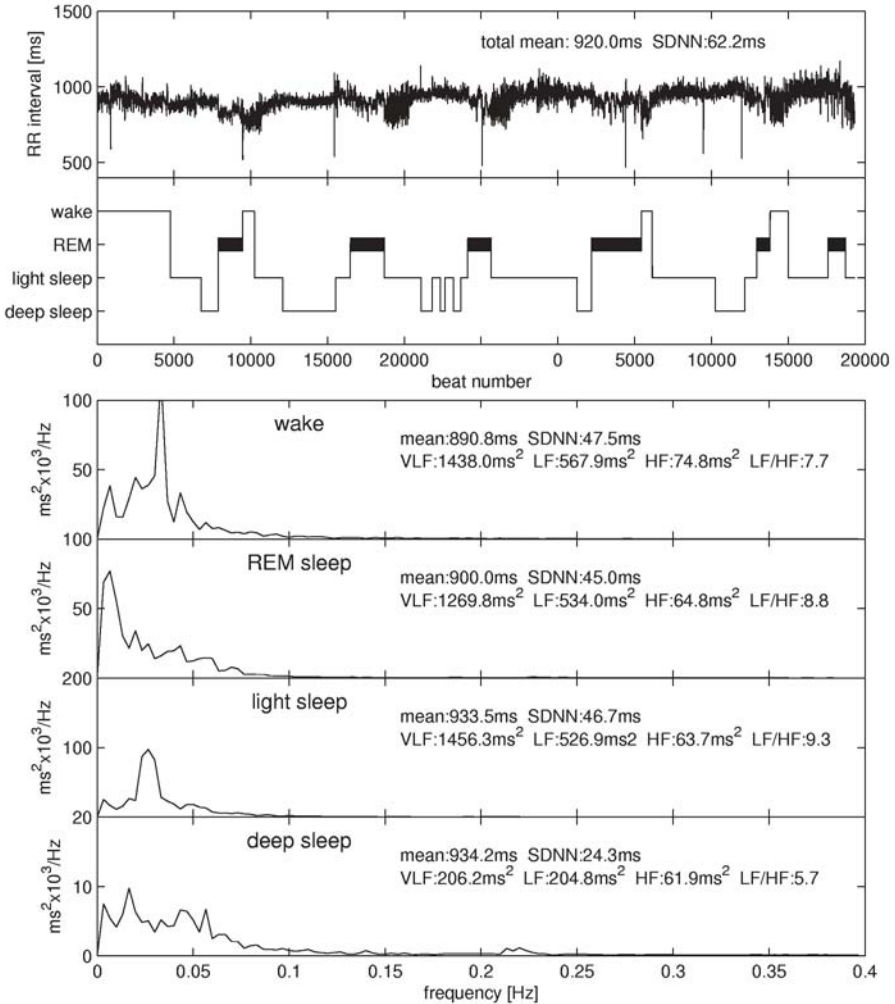 1500
total mean: 920.0ms SDNN:62.2ms
1000
500
RR interval [ms]
wake
REM
light sleep
deep sleep
0 5000 10000 15000 20000 0 5000 10000 15000 20000
beat number
100
wake
mean:890.8ms SDNN:47.5ms
VLF:1438.0ms² LF:567.9ms² HF:74.8ms² LF/HF:7.7
50
ms²x10³/Hz
100
REM sleep
mean:900.0ms SDNN:45.0ms
VLF:1269.8ms² LF:534.0ms² HF:64.8ms² LF/HF:8.8
50
ms²x10³/Hz
200
light sleep
mean:933.5ms SDNN:46.7ms
VLF:1456.3ms² LF:526.9ms2 HF:63.7ms² LF/HF:9.3
100
ms²x10³/Hz
20
deep sleep
mean:934.2ms SDNN:24.3ms
VLF:206.2ms² LF:204.8ms² HF:61.9ms² LF/HF:5.7
10
ms²x10³/Hz
0
0 0.05 0.1 0.15 0.2 0.25 0.3 0.35 0.4
frequency [Hz]